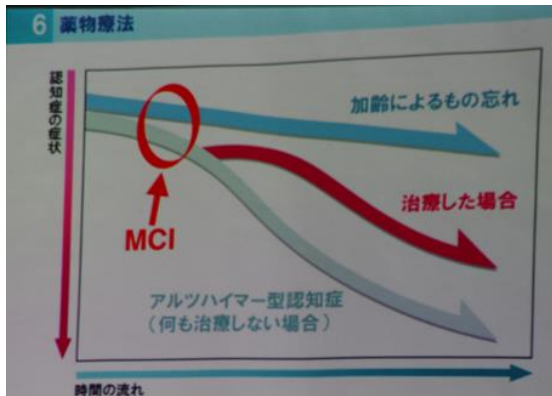 6 薬物療法
認知症の症状
加齢によるもの忘れ
治療した場合
MCI
アルツハイマー型認知症
(何も治療しない場合)
時間の流れ